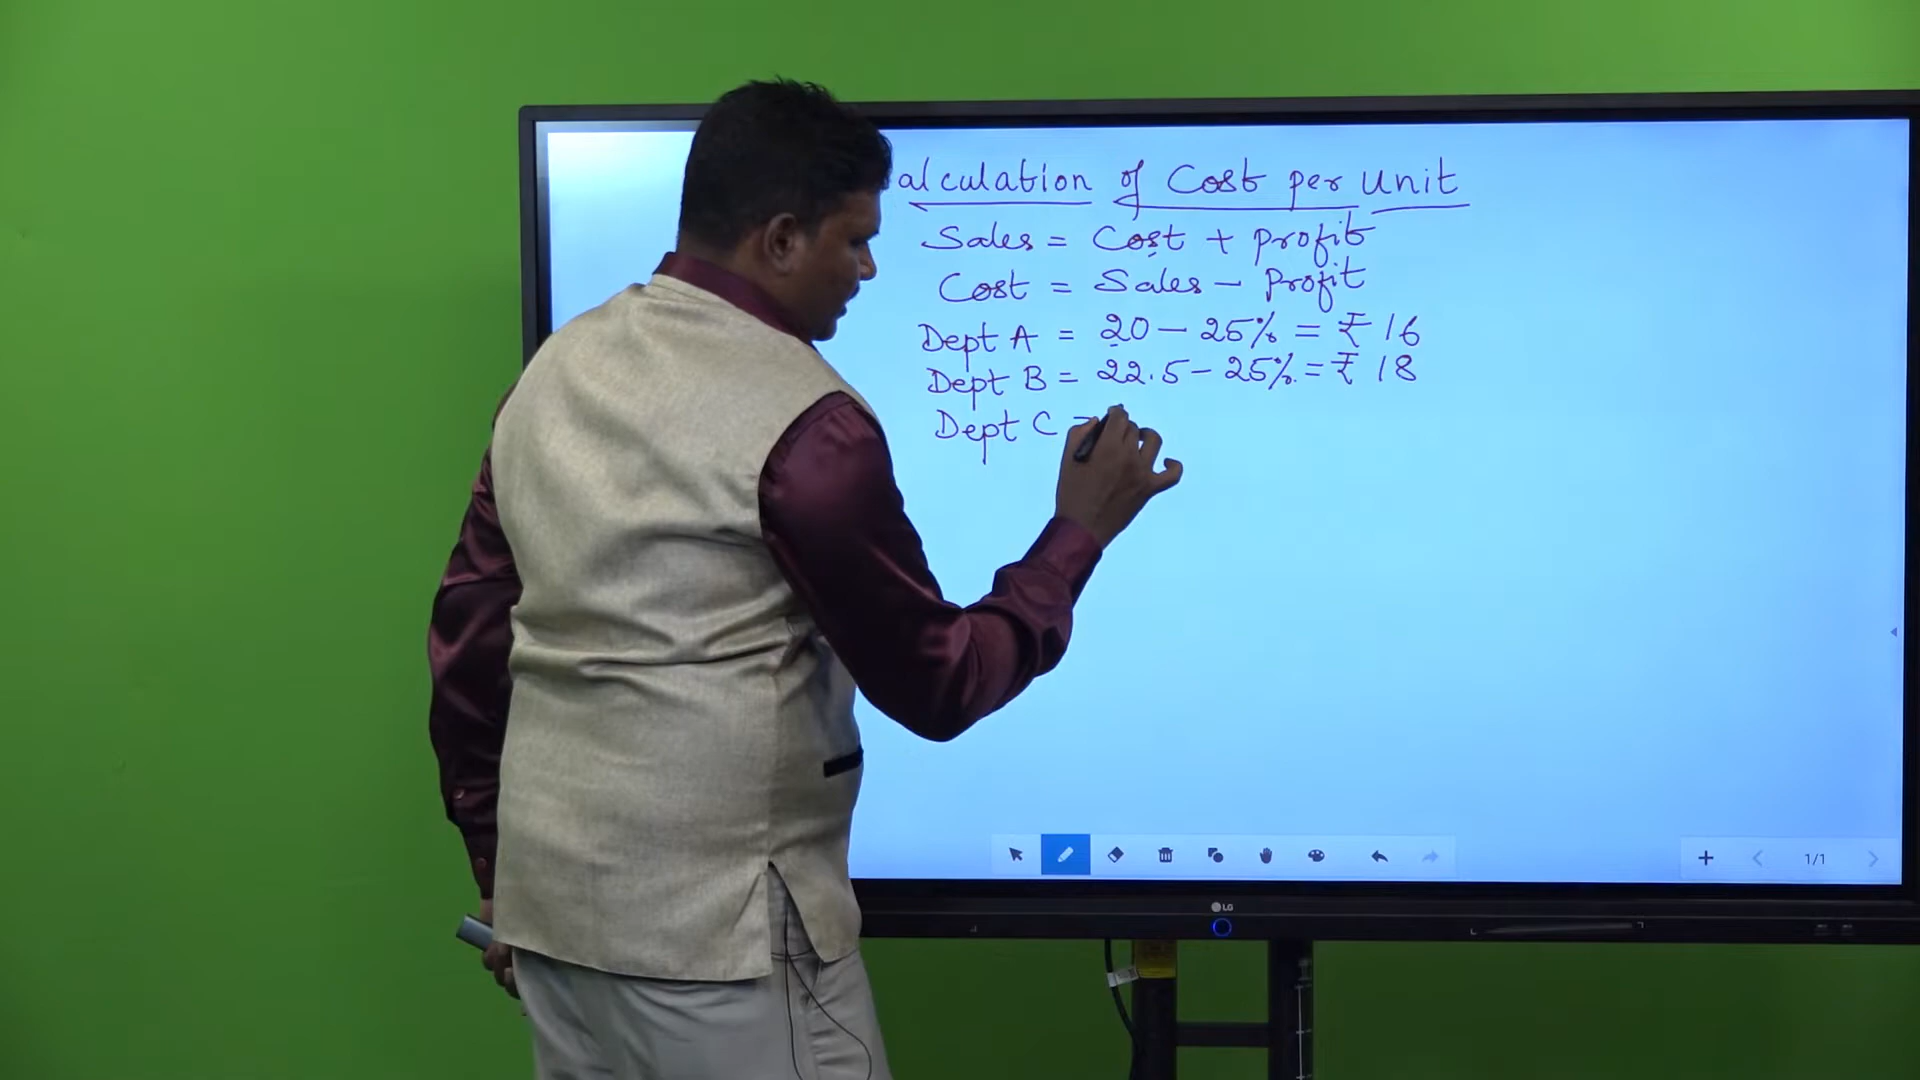 alculation of Cost per Unit
Sales = Cost + Profit
Cost = Sales - Profit
Dept A = 20 - 25% = ₹ 16
Dept B = 22.5 - 25% = ₹ 18
Dept C =
1/1
LG